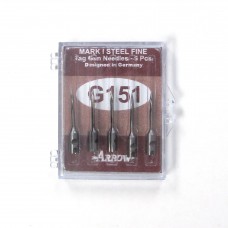 MARK I STEEL FINE
Tag Gun Needles - 5 Pcs.
Designed in Germany
G151
ARROW